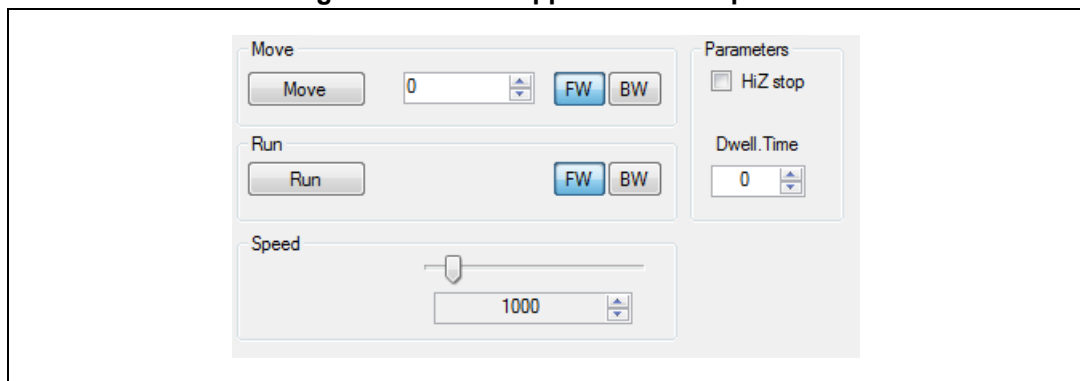 Move
Move 0 FW BW
Run
Run FW BW
Speed
1000
Parameters
HiZ stop
Dwell.Time
0